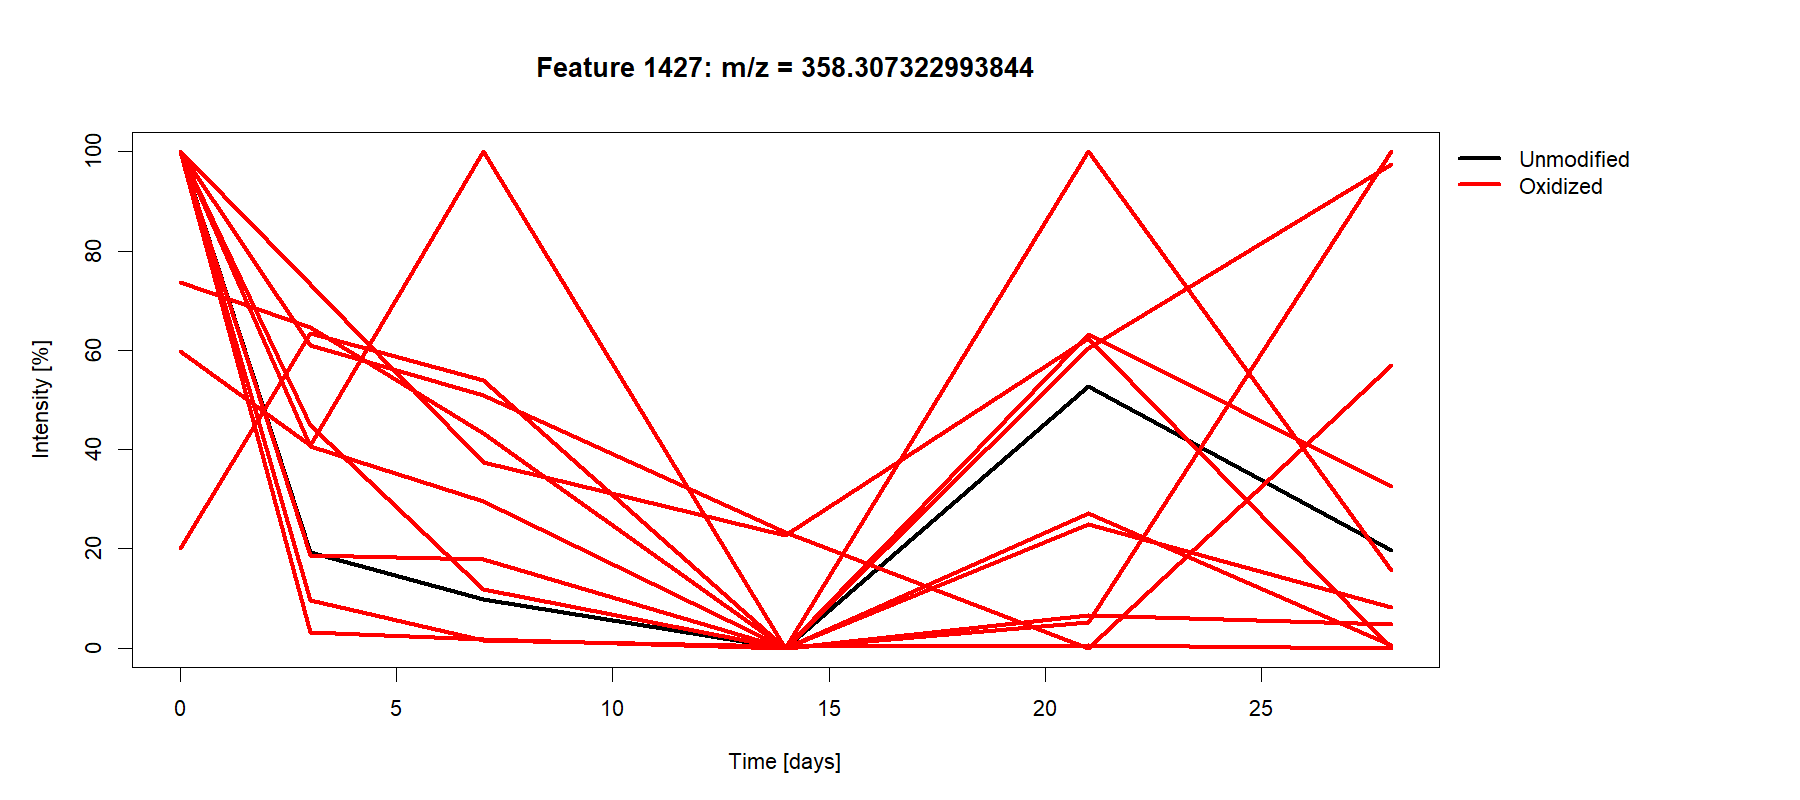 Feature 1427: m/z = 358.307322993844
Unmodified
Oxidized
Intensity [%]
100
80
60
40
20
0
0 5 10 15 20 25
Time [days]